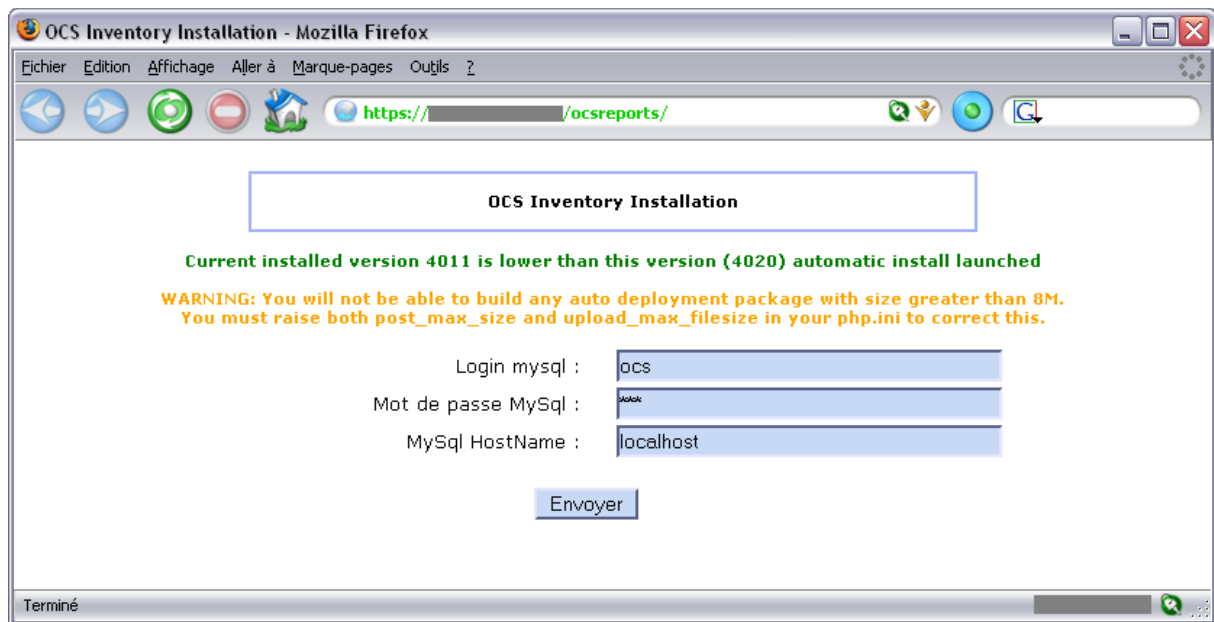 OCS Inventory Installation - Mozilla Firefox
Fichier Edition Affichage Aller à Marque-pages Outils ?
https:// /ocsreports/
G
OCS Inventory Installation
Current installed version 4011 is lower than this version (4020) automatic install launched
WARNING: You will not be able to build any auto deployment package with size greater than 8M.
You must raise both post_max_size and upload_max_filesize in your php.ini to correct this.
Login mysql : ocs
Mot de passe MySql : ****
MySql HostName : localhost
Envoyer
Terminé